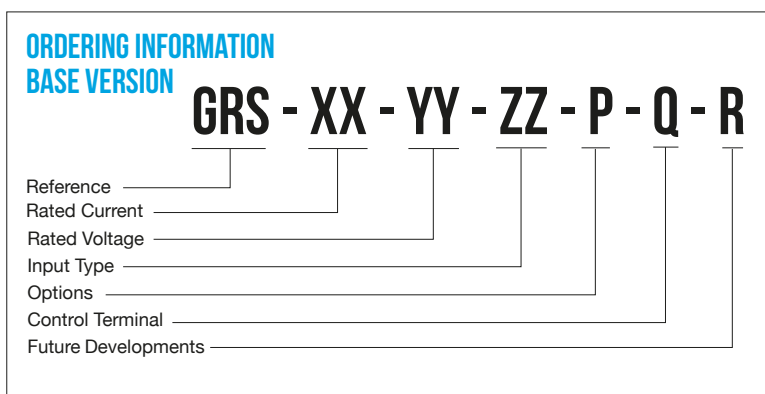 ORDERING INFORMATION
BASE VERSION
GRS - XX - YY - ZZ - P - Q - R
Reference
Rated Current
Rated Voltage
Input Type
Options
Control Terminal
Future Developments